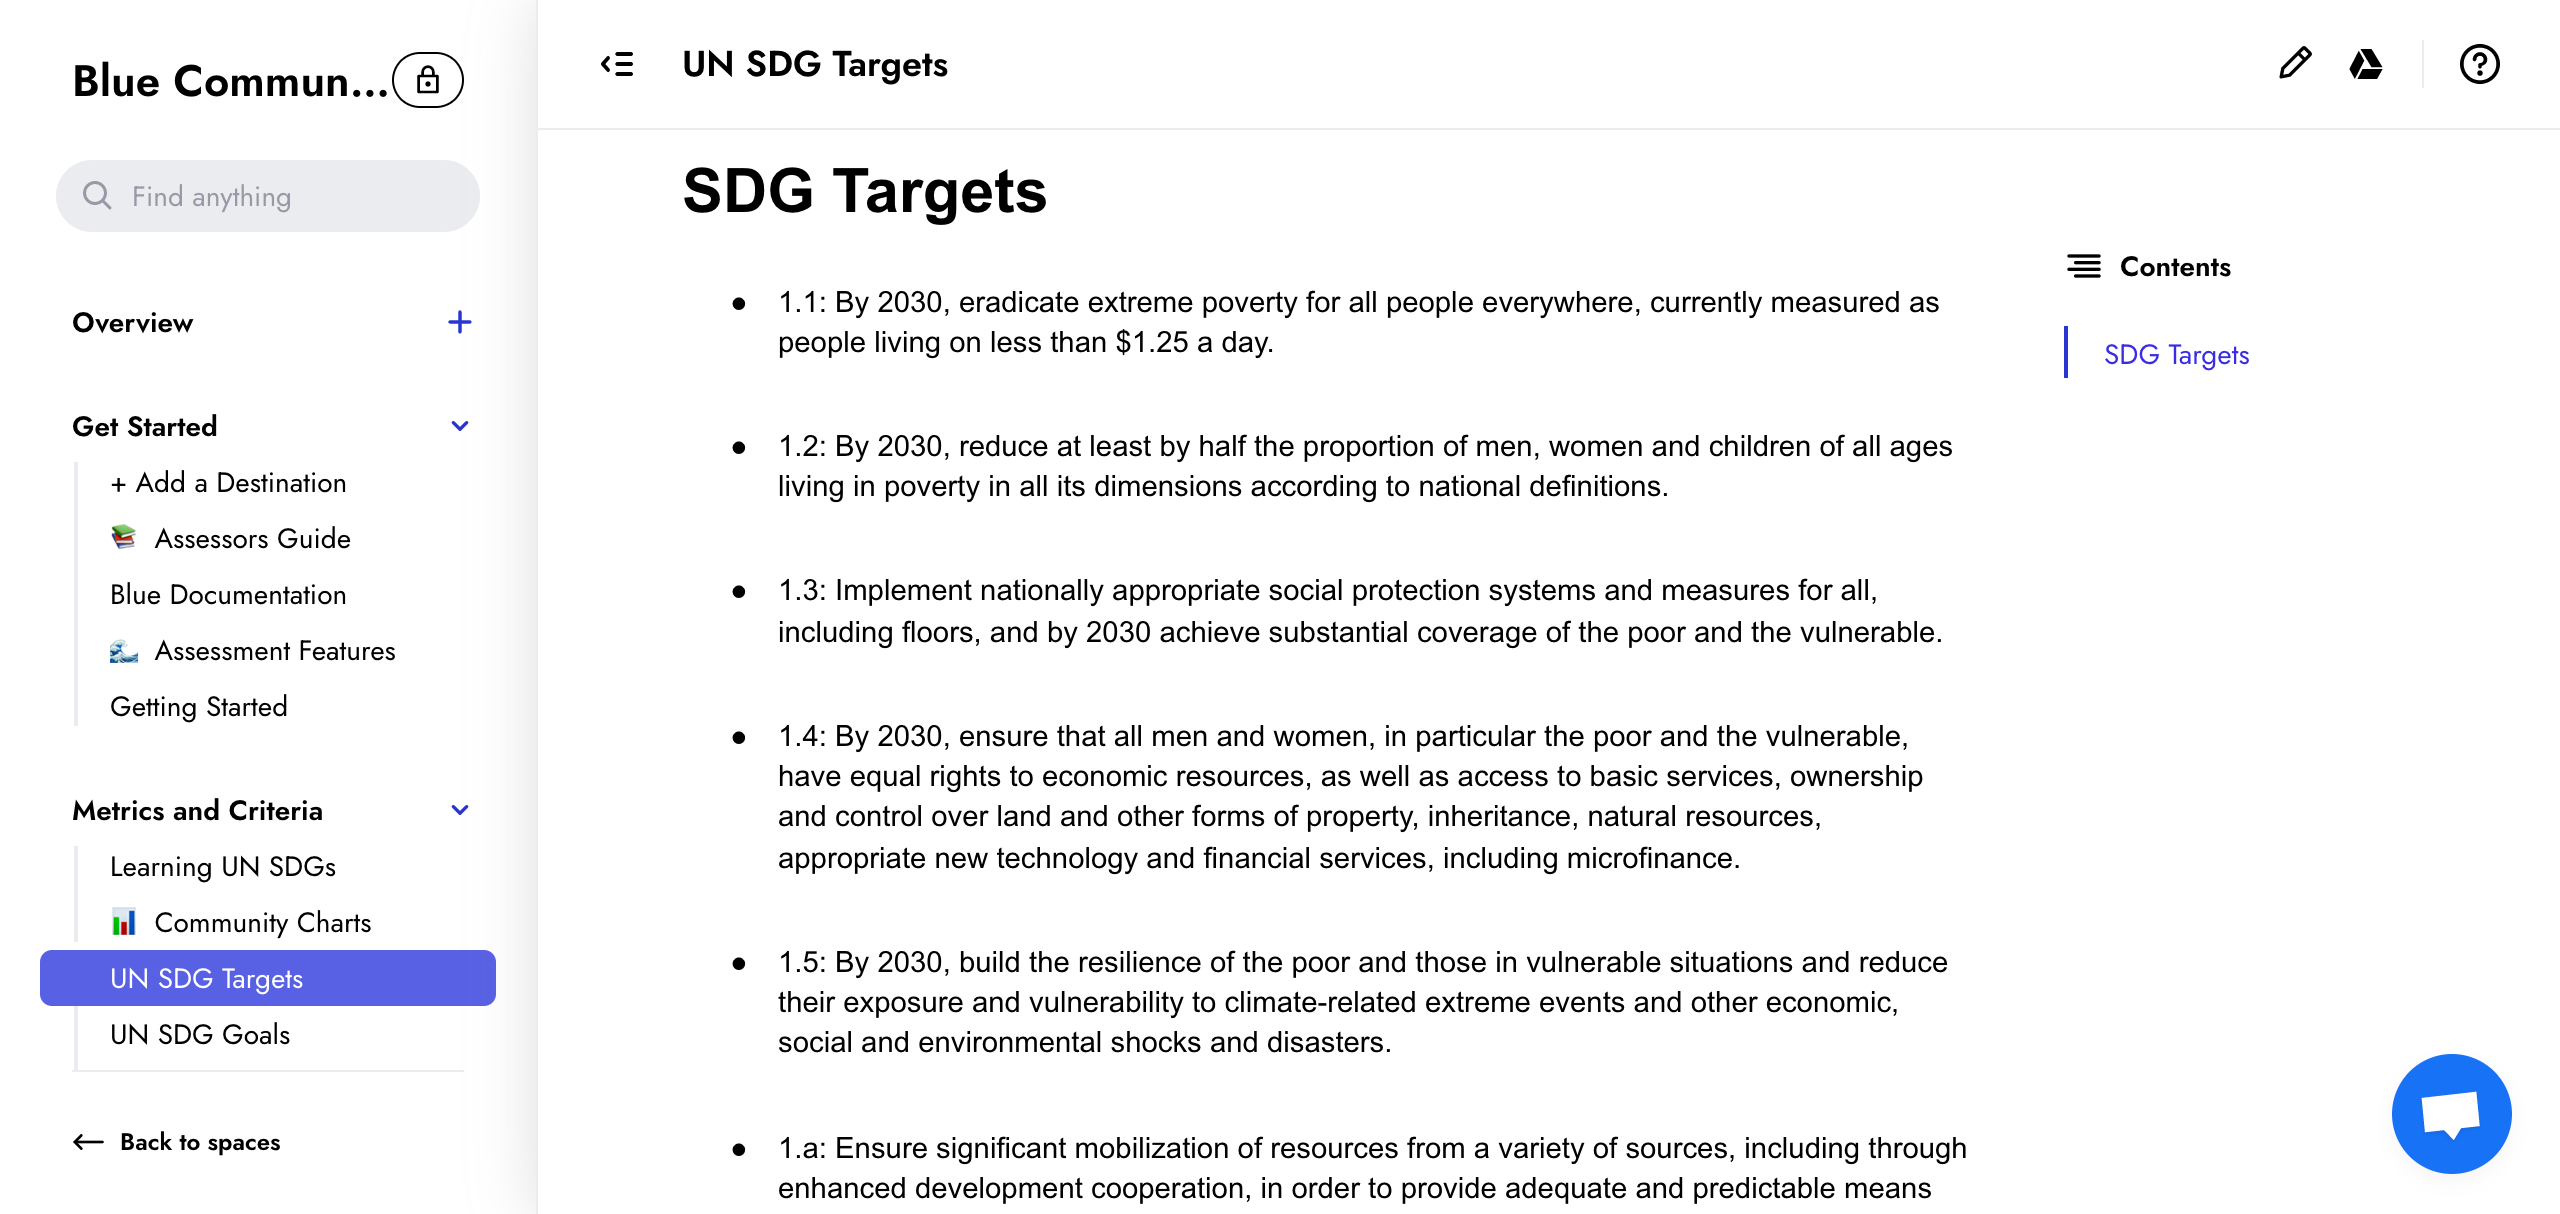 Blue Commun...
Find anything
Overview
Get Started
+ Add a Destination
Assessors Guide
Blue Documentation
Assessment Features
Getting Started
Metrics and Criteria
Learning UN SDGs
Community Charts
UN SDG Targets
UN SDG Goals
Back to spaces
UN SDG Targets
SDG Targets
● 1.1: By 2030, eradicate extreme poverty for all people everywhere, currently measured as
people living on less than $1.25 a day.
● 1.2: By 2030, reduce at least by half the proportion of men, women and children of all ages
living in poverty in all its dimensions according to national definitions.
● 1.3: Implement nationally appropriate social protection systems and measures for all,
including floors, and by 2030 achieve substantial coverage of the poor and the vulnerable.
● 1.4: By 2030, ensure that all men and women, in particular the poor and the vulnerable,
have equal rights to economic resources, as well as access to basic services, ownership
and control over land and other forms of property, inheritance, natural resources,
appropriate new technology and financial services, including microfinance.
● 1.5: By 2030, build the resilience of the poor and those in vulnerable situations and reduce
their exposure and vulnerability to climate-related extreme events and other economic,
social and environmental shocks and disasters.
● 1.a: Ensure significant mobilization of resources from a variety of sources, including through
enhanced development cooperation, in order to provide adequate and predictable means
Contents
SDG Targets